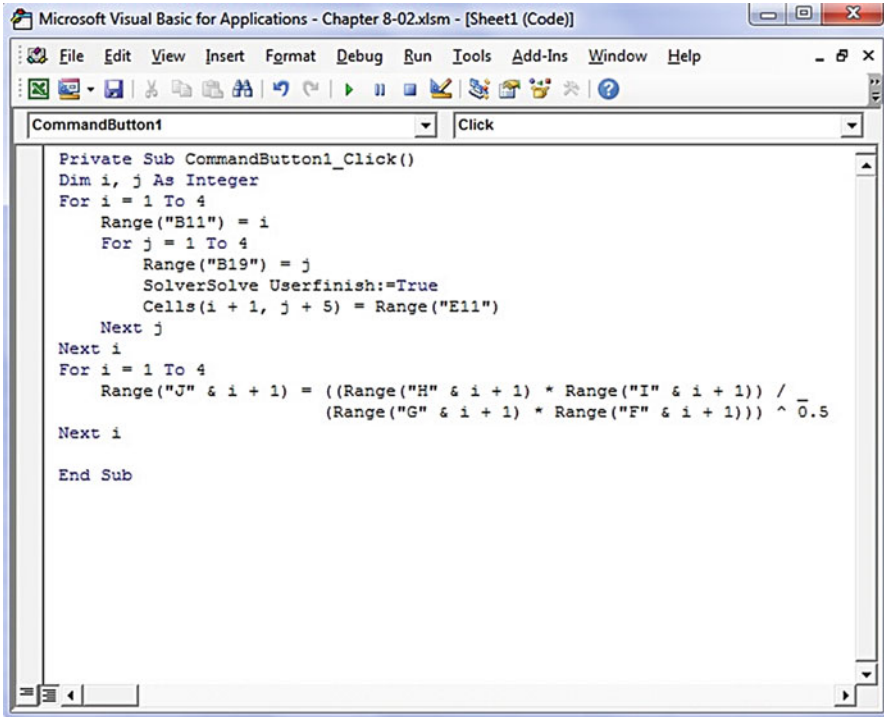 Microsoft Visual Basic for Applications - Chapter 8-02.xlsm - [Sheet1 (Code)]
File Edit View Insert Format Debug Run Tools Add-Ins Window Help
CommandButton1 Click
Private Sub CommandButton1_Click()
Dim i, j As Integer
For i = 1 To 4
    Range("B11") = i
    For j = 1 To 4
        Range("B19") = j
        SolverSolve Userfinish:=True
        Cells(i + 1, j + 5) = Range("E11")
    Next j
Next i
For i = 1 To 4
    Range("J" & i + 1) = ((Range("H" & i + 1) * Range("I" & i + 1)) / _
                         (Range("G" & i + 1) * Range("F" & i + 1))) ^ 0.5
Next i
End Sub